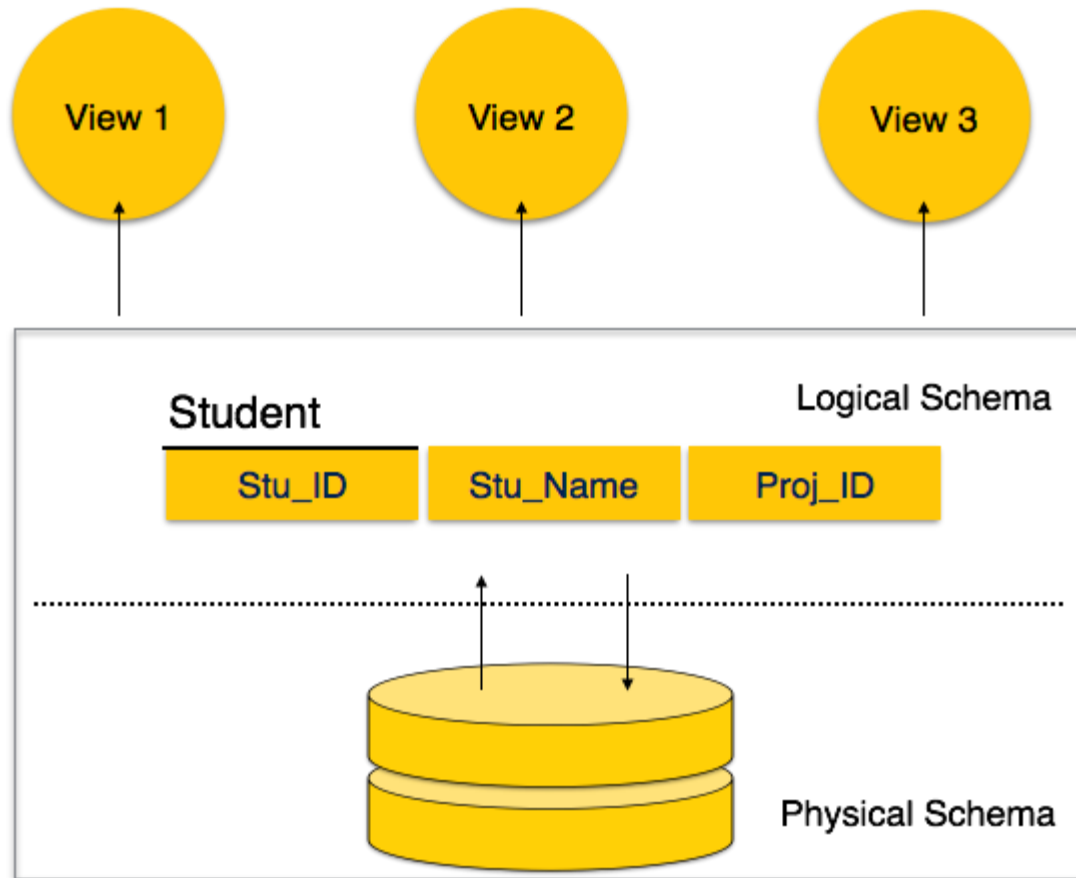 View 1
View 2
View 3
Logical Schema
Student
Stu_ID
Stu_Name
Proj_ID
Physical Schema